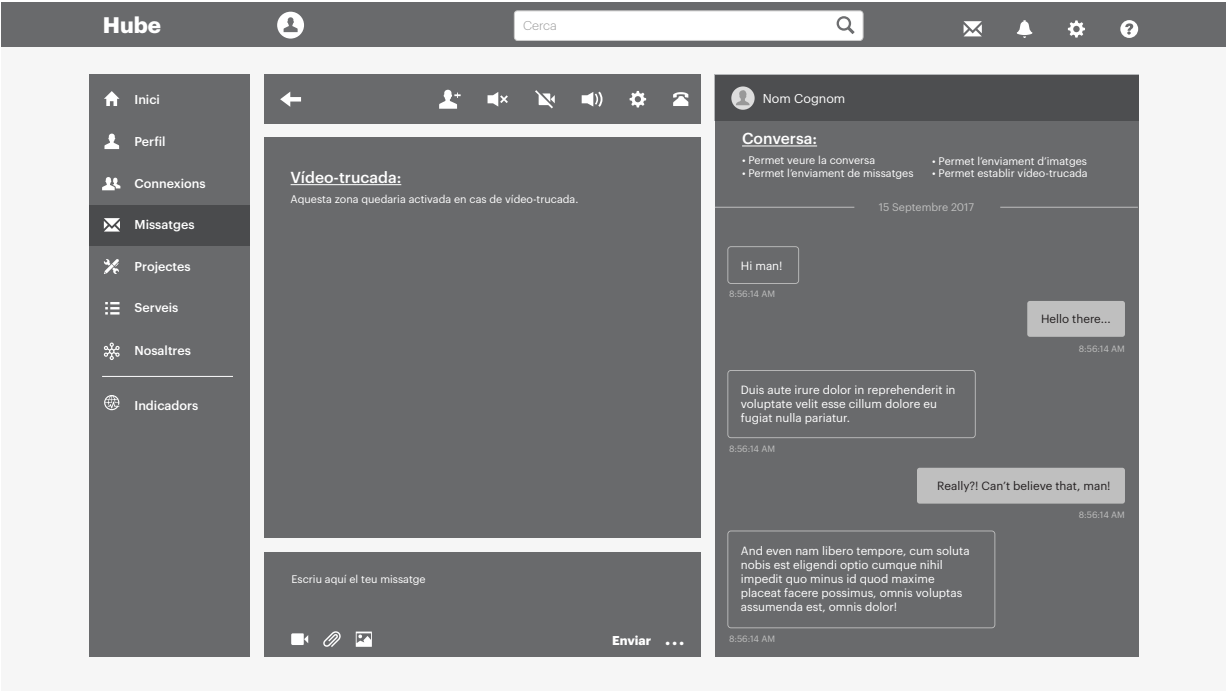 Hube
Cerca
Inici
Perfil
Connexions
Missatges
Projectes
Serveis
Nosaltres
Indicadors
Vídeo-trucada:
Aquesta zona quedaria activada en cas de vídeo-trucada.
Escriu aquí el teu missatge
Enviar ...
Nom Cognom
Conversa:
• Permet veure la conversa
• Permet l'enviament de missatges
• Permet l'enviament d'imatges
• Permet establir vídeo-trucada
15 Septembre 2017
Hi man!
8:56:14 AM
Hello there...
8:56:14 AM
Duis aute irure dolor in reprehenderit in
voluptate velit esse cillum dolore eu
fugiat nulla pariatur.
8:56:14 AM
Really?! Can't believe that, man!
8:56:14 AM
And even nam libero tempore, cum soluta
nobis est eligendi optio cumque nihil
impedit quo minus id quod maxime
placeat facere possimus, omnis voluptas
assumenda est, omnis dolor!
8:56:14 AM